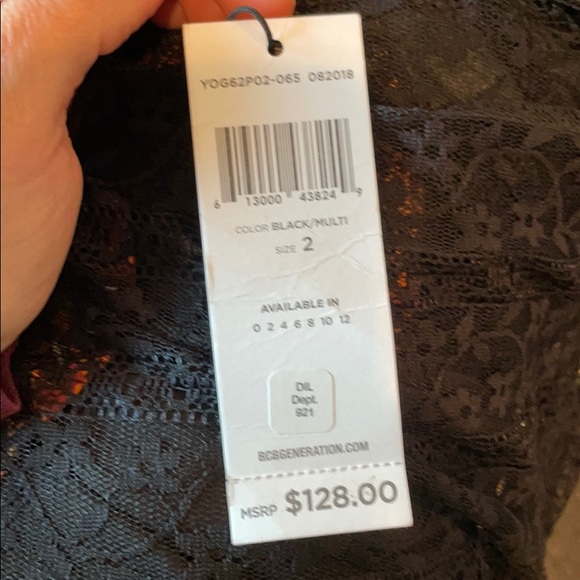 YOG62P02-065 082018
6 13000 43824 9
COLOR BLACK/MULTI
SIZE 2
AVAILABLE IN
0 2 4 6 8 10 12
DIL
Dept.
821
BCBGENERATION.COM
MSRP $128.00